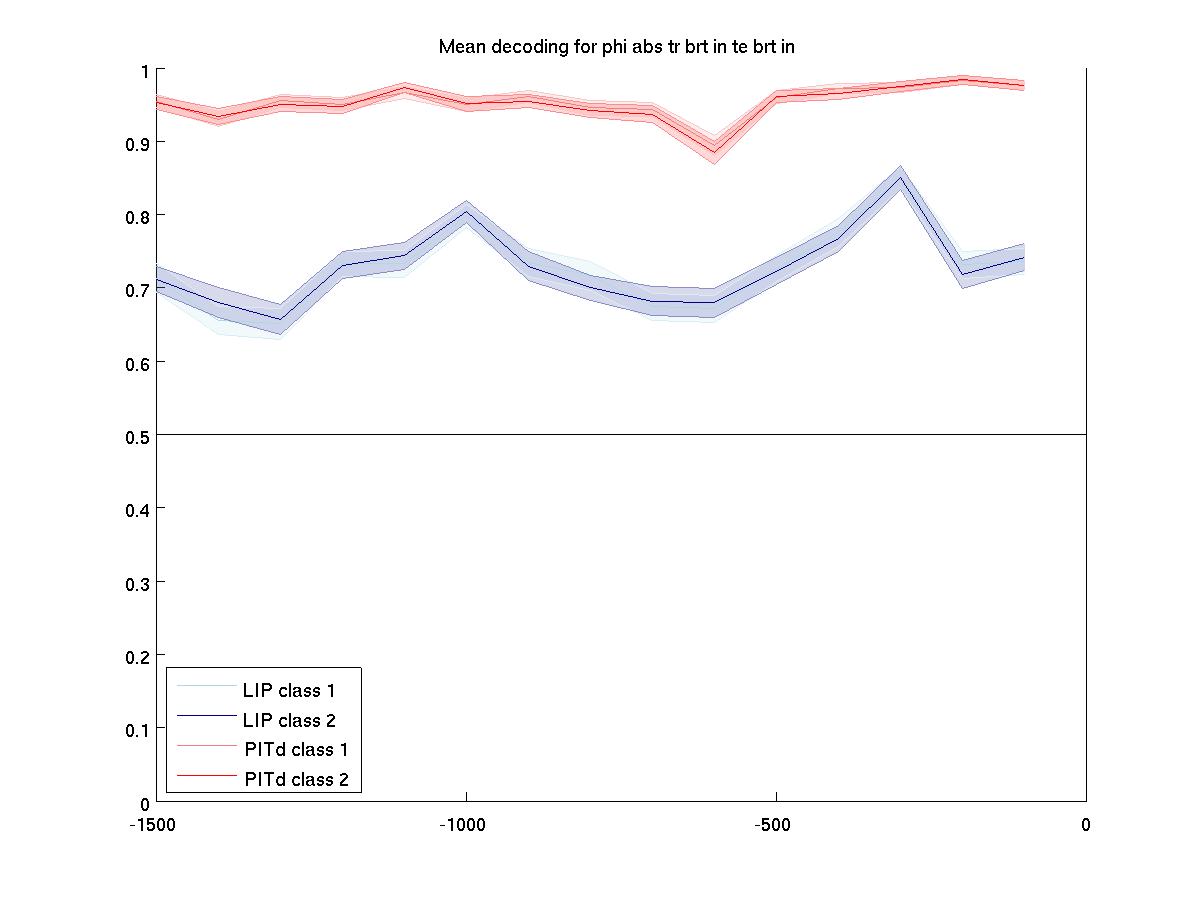 Mean decoding for phi abs tr brt in te brt in
1
0.9
0.8
0.7
0.6
0.5
0.4
0.3
0.2
0.1
0
LIP class 1
LIP class 2
PITd class 1
PITd class 2
-1500 -1000 -500 0